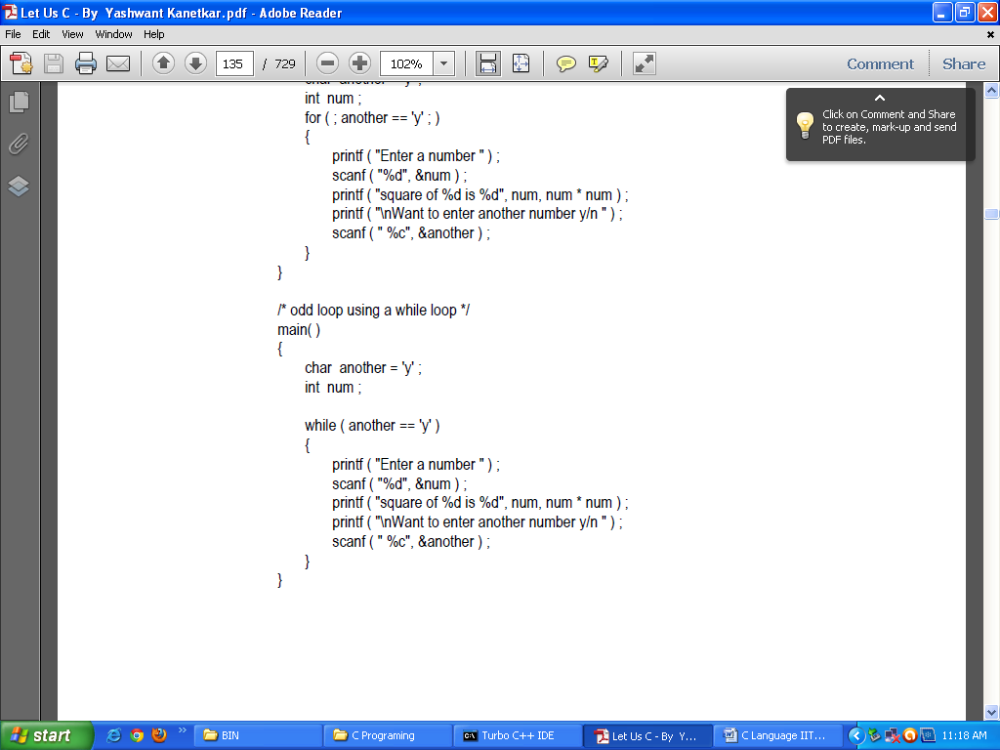 Let Us C - By  Yashwant Kanetkar.pdf - Adobe Reader
File Edit View Window Help
135 / 729 102% Comment Share
Click on Comment and Share
to create, mark-up and send
PDF files.
int  num ;
for ( ; another == 'y' ; )
{
printf ( "Enter a number " ) ;
scanf ( "%d", &num ) ;
printf ( "square of %d is %d", num, num * num ) ;
printf ( "\nWant to enter another number y/n " ) ;
scanf ( " %c", &another ) ;
}
}
/* odd loop using a while loop */
main( )
{
char  another = 'y' ;
int  num ;
while ( another == 'y' )
{
printf ( "Enter a number " ) ;
scanf ( "%d", &num ) ;
printf ( "square of %d is %d", num, num * num ) ;
printf ( "\nWant to enter another number y/n " ) ;
scanf ( " %c", &another ) ;
}
}
start BIN C Programing Turbo C++ IDE Let Us C - By  Y... C Language IIT... 11:18 AM